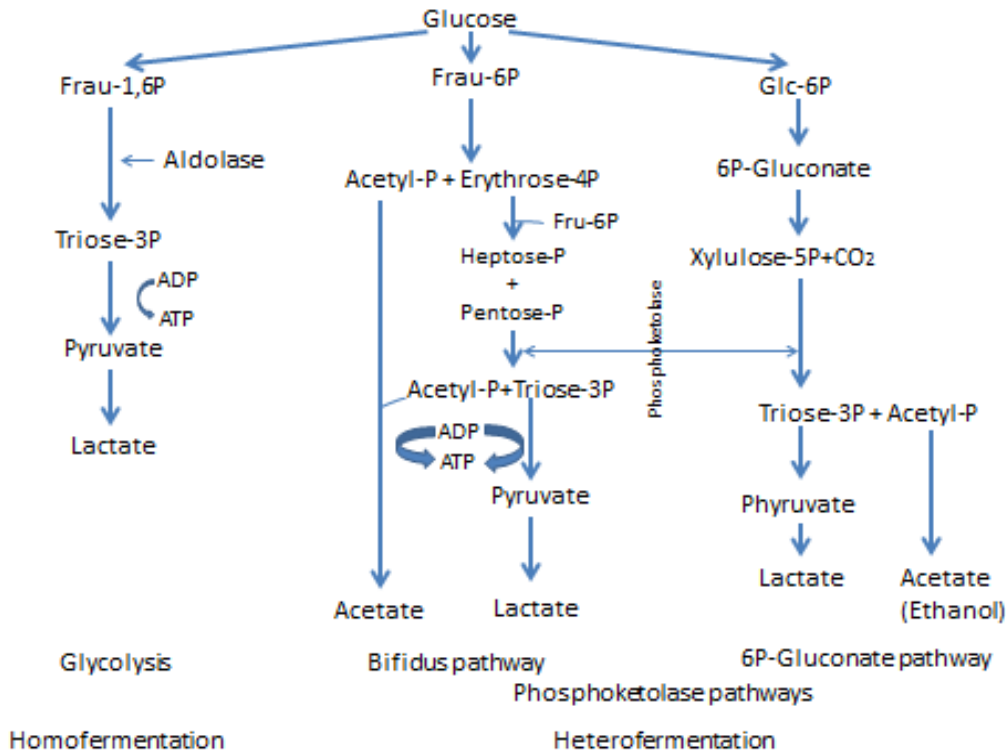 Glucose
Frau-1,6P
Frau-6P
Glc-6P
Aldolase
6P-Gluconate
Acetyl-P + Erythrose-4P
Fru-6P
Triose-3P
Heptose-P
+
Pentose-P
Xylulose-5P+CO₂
ADP
ATP
Phosphoketolase
Pyruvate
Acetyl-P+Triose-3P
Triose-3P + Acetyl-P
Lactate
ADP
ATP
Pyruvate
Phyruvate
Acetate
Lactate
Lactate
Acetate
(Ethanol)
Glycolysis
Bifidus pathway
6P-Gluconate pathway
Phosphoketolase pathways
Homofermentation
Heterofermentation